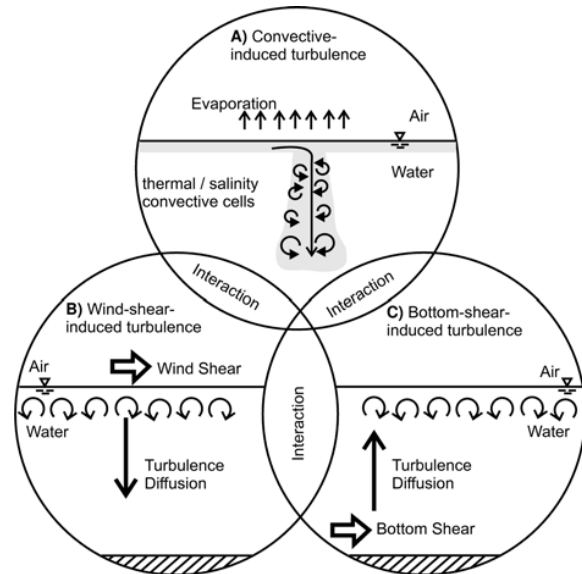 A) Convective-
induced turbulence
Evaporation
Air
Water
thermal / salinity
convective cells
Interaction
Interaction
B) Wind-shear-
induced turbulence
Air
Wind Shear
Water
Turbulence
Diffusion
Interaction
C) Bottom-shear-
induced turbulence
Air
Water
Turbulence
Diffusion
Bottom Shear